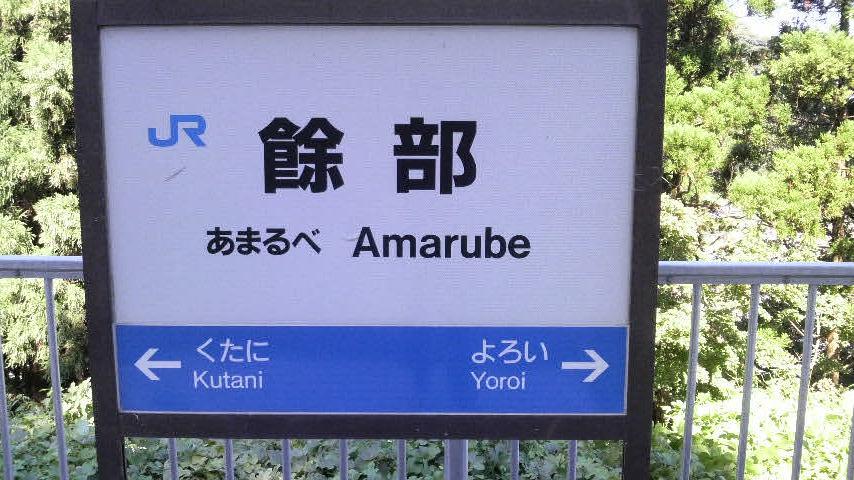 JR
餘部
あまるべ Amarube
← くたに よろい →
Kutani Yoroi